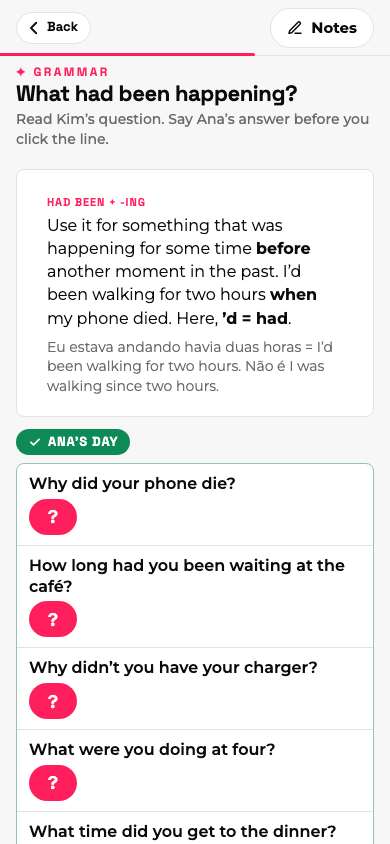 Back
Notes
GRAMMAR
What had been happening?
Read Kim's question. Say Ana's answer before you
click the line.
HAD BEEN + -ING
Use it for something that was
happening for some time before
another moment in the past. I'd
been walking for two hours when
my phone died. Here, 'd = had.
Eu estava andando havia duas horas = I'd
been walking for two hours. Não é I was
walking since two hours.
ANA'S DAY
Why did your phone die?
?
How long had you been waiting at the
café?
?
Why didn't you have your charger?
?
What were you doing at four?
?
What time did you get to the dinner?